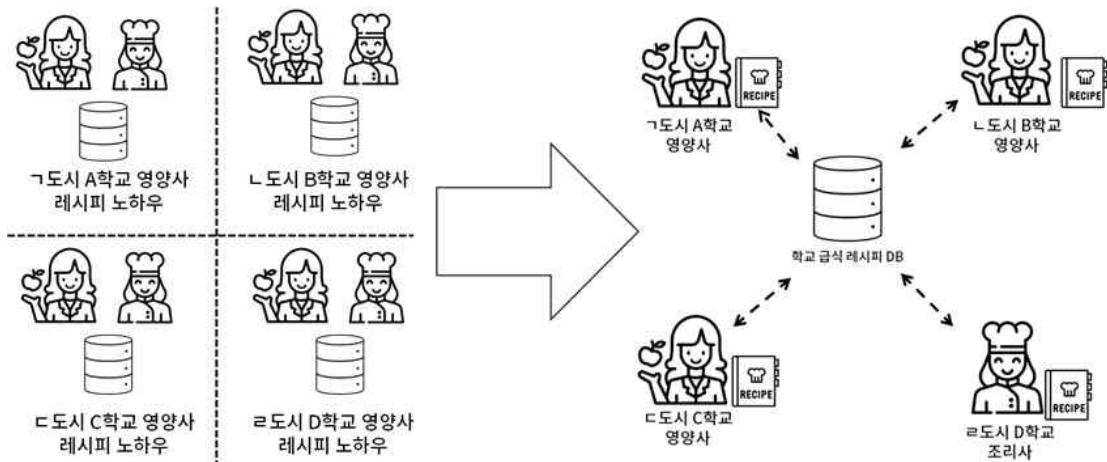 ㄱ도시 A학교 영양사
레시피 노하우
ㄴ도시 B학교 영양사
레시피 노하우
ㄷ도시 C학교 영양사
레시피 노하우
ㄹ도시 D학교 영양사
레시피 노하우
RECIPE
ㄱ도시 A학교
영양사
RECIPE
ㄴ도시 B학교
영양사
학교 급식 레시피 DB
RECIPE
ㄷ도시 C학교
영양사
RECIPE
ㄹ도시 D학교
조리사